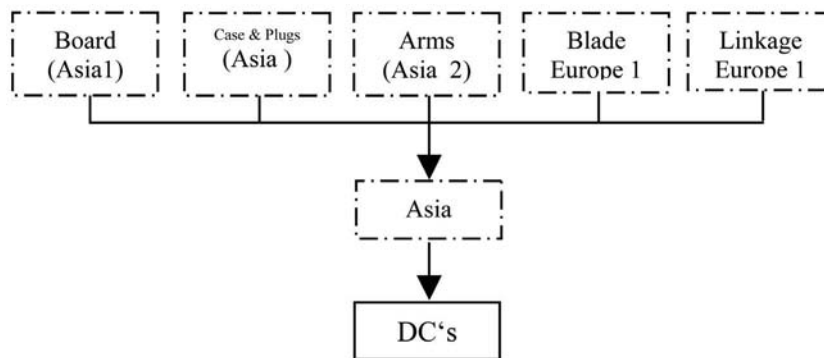 Board
(Asia1)
Case & Plugs
(Asia )
Arms
(Asia 2)
Blade
Europe 1
Linkage
Europe 1
Asia
DC‘s